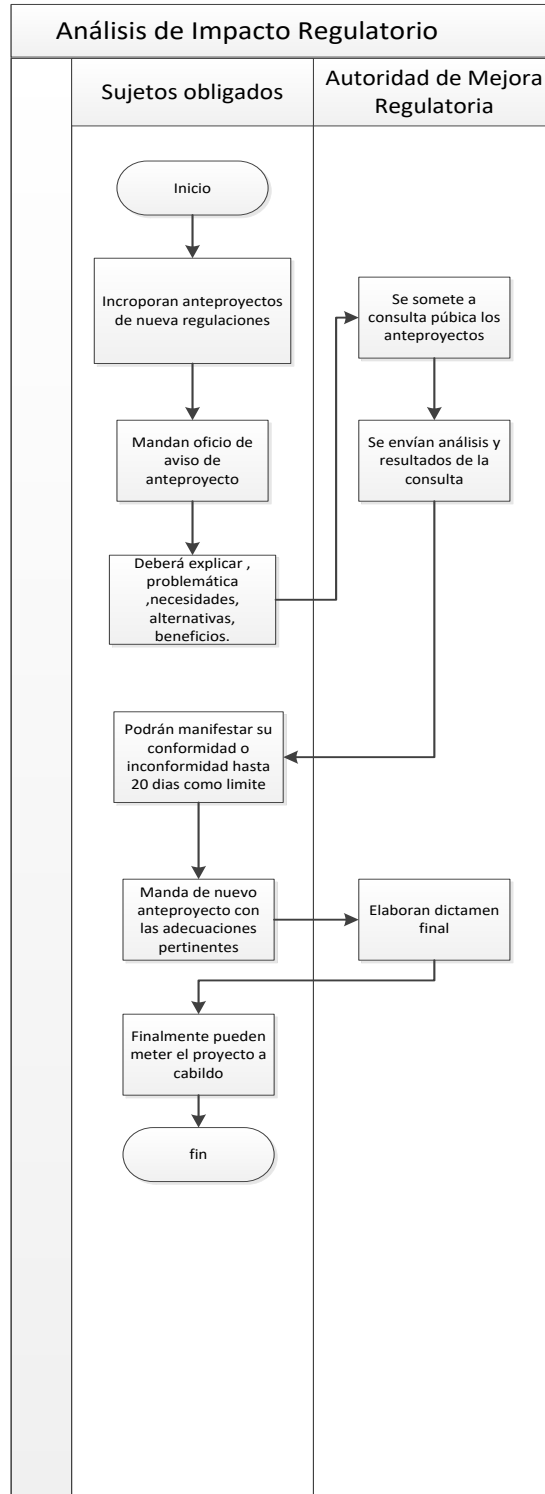 Análisis de Impacto Regulatorio
Sujetos obligados
Autoridad de Mejora
Regulatoria
Inicio
Incroporan anteproyectos
de nueva regulaciones
Mandan oficio de
aviso de
anteproyecto
Deberá explicar ,
problemática
,necesidades,
alternativas,
beneficios.
Se somete a
consulta púbica los
anteproyectos
Se envían análisis y
resultados de la
consulta
Podrán manifestar su
conformidad o
inconformidad hasta
20 dias como limite
Manda de nuevo
anteproyecto con
las adecuaciones
pertinentes
Elaboran dictamen
final
Finalmente pueden
meter el proyecto a
cabildo
fin